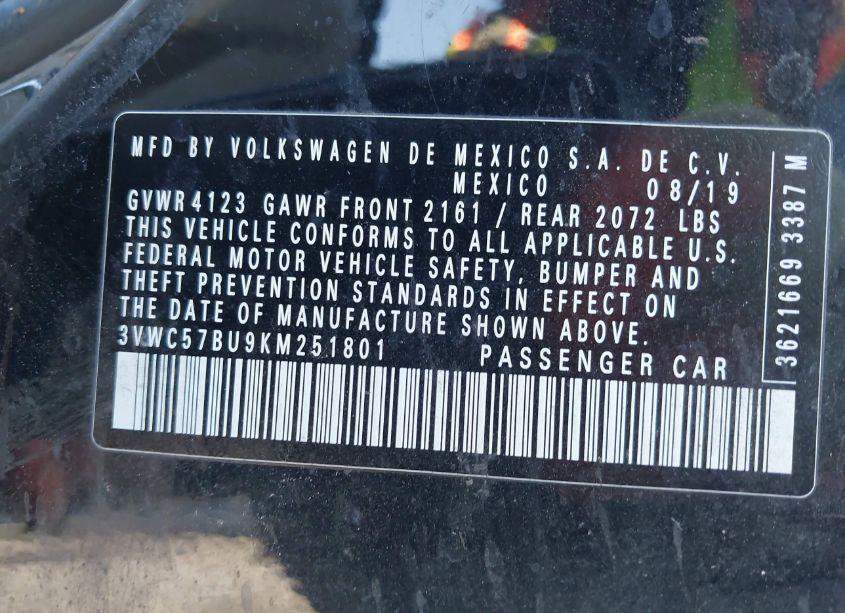 MFD BY VOLKSWAGEN DE MEXICO S.A. DE C.V.
MEXICO 08/19
GVWR 4123 GAWR FRONT 2161 / REAR 2072 LBS
THIS VEHICLE CONFORMS TO ALL APPLICABLE U.S.
FEDERAL MOTOR VEHICLE SAFETY, BUMPER AND
THEFT PREVENTION STANDARDS IN EFFECT ON
THE DATE OF MANUFACTURE SHOWN ABOVE.
3VWC57BU9KM251801 PASSENGER CAR
3621669 3387 M